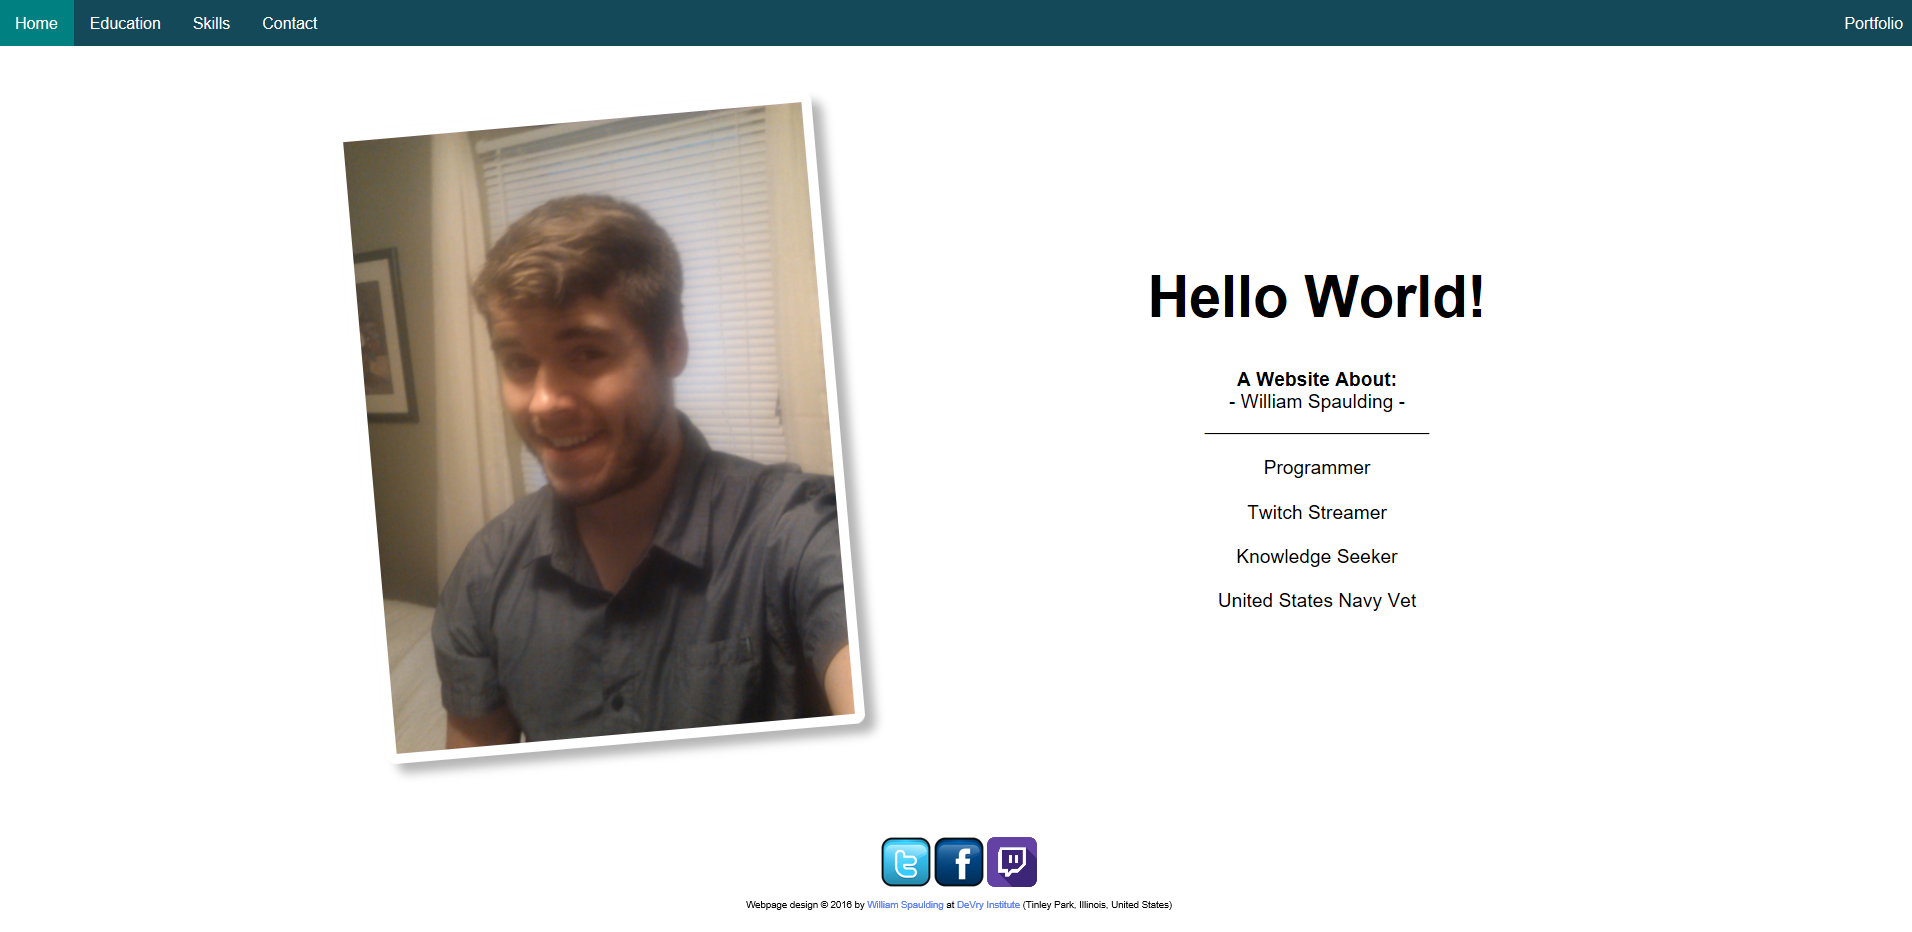 Home Education Skills Contact Portfolio
Hello World!
A Website About:
- William Spaulding -
Programmer
Twitch Streamer
Knowledge Seeker
United States Navy Vet
Webpage design © 2016 by William Spaulding at DeVry Institute (Tinley Park, Illinois, United States)